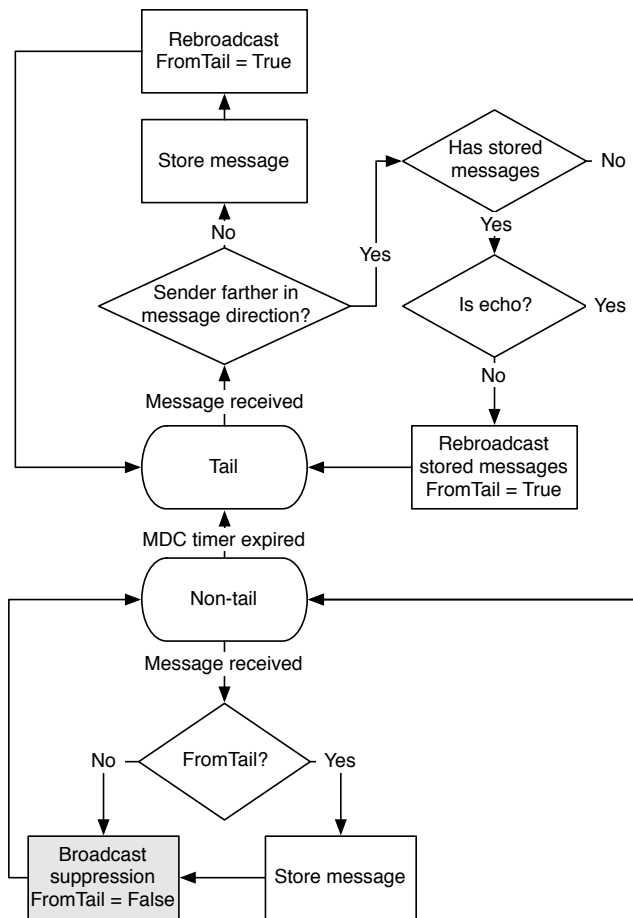 Rebroadcast
FromTail = True
Store message
Has stored
messages
No
Yes
No
Yes
Sender farther in
message direction?
Is echo?
Yes
No
Message received
Rebroadcast
stored messages
FromTail = True
Tail
MDC timer expired
Non-tail
Message received
FromTail?
No
Yes
Broadcast
suppression
FromTail = False
Store message